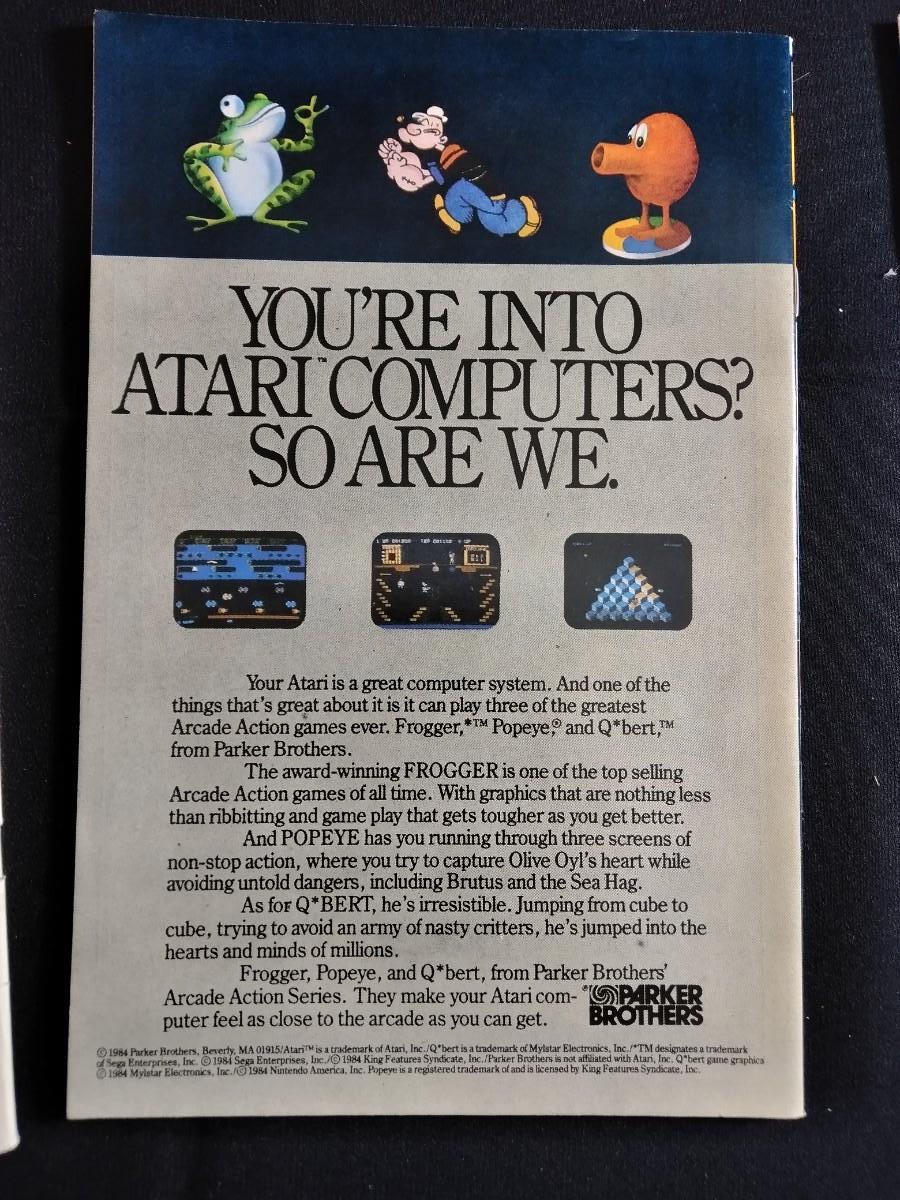 YOU'RE INTO
ATARI™ COMPUTERS?
SO ARE WE.
Your Atari is a great computer system. And one of the
things that's great about it is it can play three of the greatest
Arcade Action games ever. Frogger,*™ Popeye,® and Q*bert,™
from Parker Brothers.
The award-winning FROGGER is one of the top selling
Arcade Action games of all time. With graphics that are nothing less
than ribbitting and game play that gets tougher as you get better.
And POPEYE has you running through three screens of
non-stop action, where you try to capture Olive Oyl's heart while
avoiding untold dangers, including Brutus and the Sea Hag.
As for Q*BERT, he's irresistible. Jumping from cube to
cube, trying to avoid an army of nasty critters, he's jumped into the
hearts and minds of millions.
Frogger, Popeye, and Q*bert, from Parker Brothers'
Arcade Action Series. They make your Atari com-
puter feel as close to the arcade as you can get.
PARKER
BROTHERS
© 1984 Parker Brothers, Beverly, MA 01915/Atari™ is a trademark of Atari, Inc./Q*bert is a trademark of Mylstar Electronics, Inc./*TM designates a trademark
of Sega Enterprises, Inc. © 1984 Sega Enterprises, Inc./© 1984 King Features Syndicate, Inc./Parker Brothers is not affiliated with Atari, Inc. Q*bert game graphics
© 1984 Mylstar Electronics, Inc./© 1984 Nintendo America, Inc. Popeye is a registered trademark of and is licensed by King Features Syndicate, Inc.